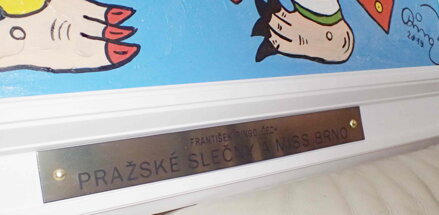 FRANTIŠEK RINGO ČECH
PRAŽSKÉ SLEČNY A MISS BRNO